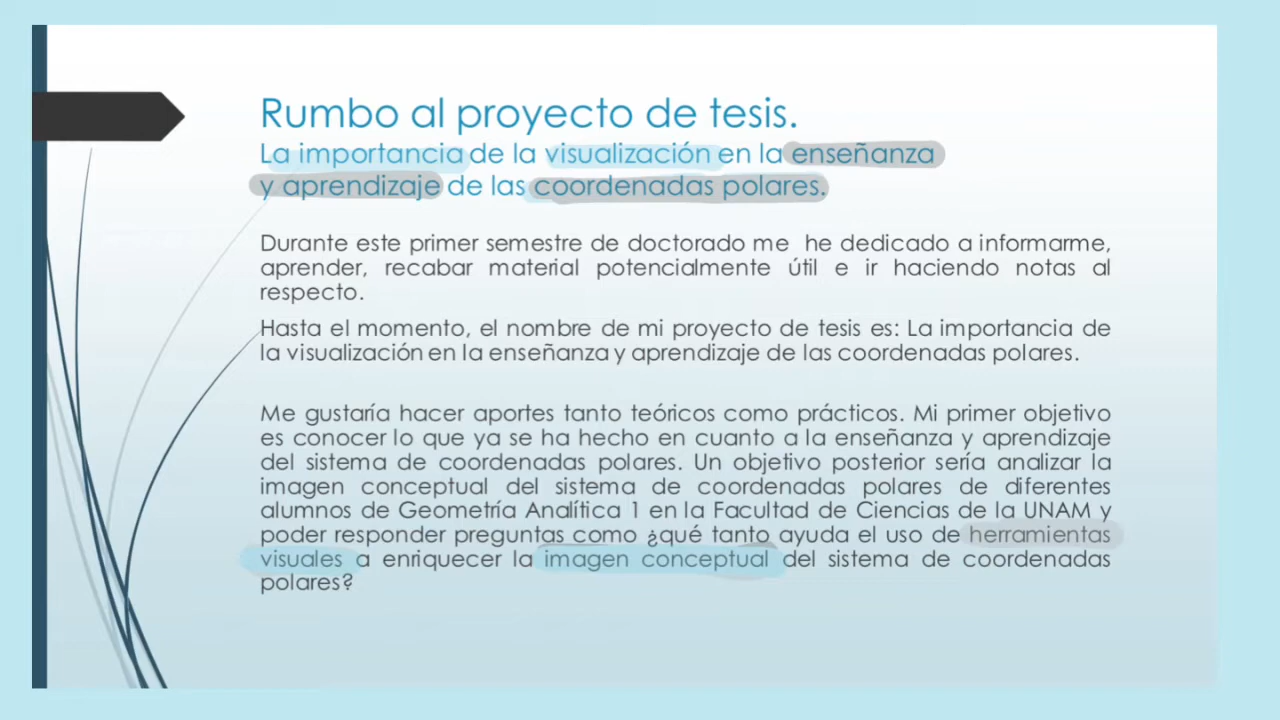 Rumbo al proyecto de tesis.
La importancia de la visualización en la enseñanza
y aprendizaje de las coordenadas polares.
Durante este primer semestre de doctorado me he dedicado a informarme,
aprender, recabar material potencialmente útil e ir haciendo notas al
respecto.
Hasta el momento, el nombre de mi proyecto de tesis es: La importancia de
la visualización en la enseñanza y aprendizaje de las coordenadas polares.
Me gustaría hacer aportes tanto teóricos como prácticos. Mi primer objetivo
es conocer lo que ya se ha hecho en cuanto a la enseñanza y aprendizaje
del sistema de coordenadas polares. Un objetivo posterior sería analizar la
imagen conceptual del sistema de coordenadas polares de diferentes
alumnos de Geometría Analítica 1 en la Facultad de Ciencias de la UNAM y
poder responder preguntas como ¿qué tanto ayuda el uso de herramientas
visuales a enriquecer la imagen conceptual del sistema de coordenadas
polares?